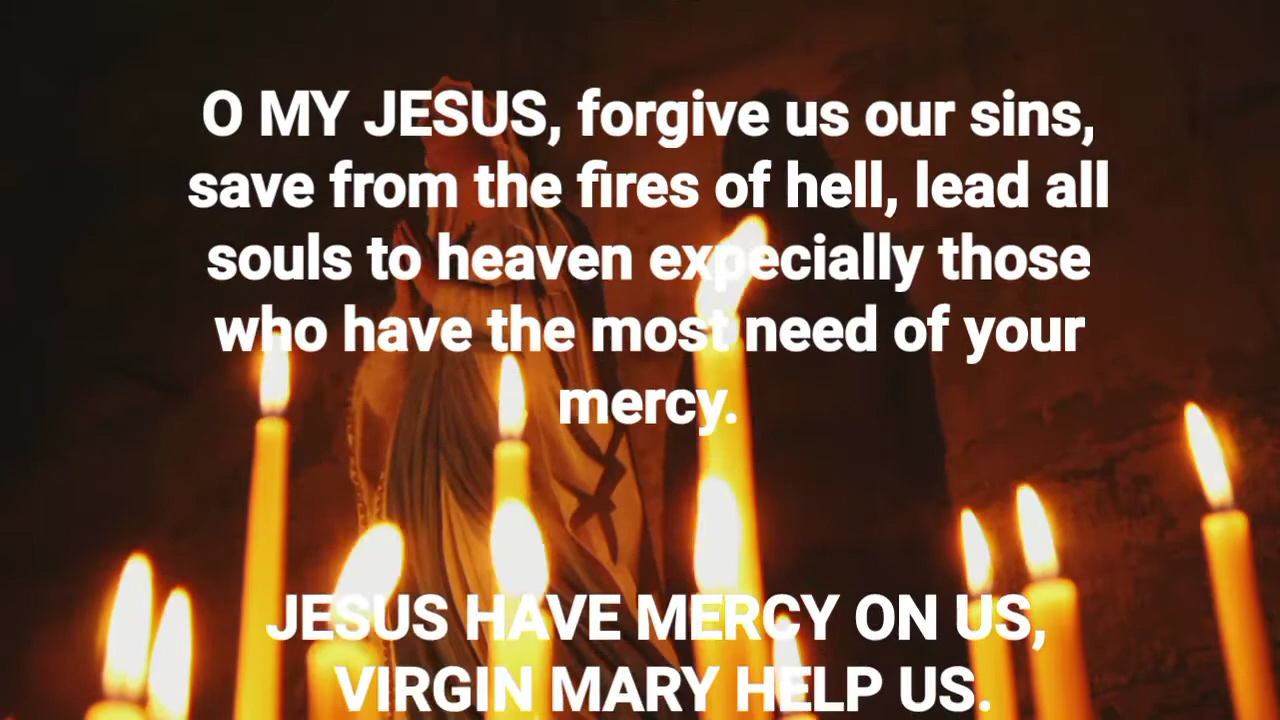 O MY JESUS, forgive us our sins,
save from the fires of hell, lead all
souls to heaven expecially those
who have the most need of your
mercy.
JESUS HAVE MERCY ON US,
VIRGIN MARY HELP US.